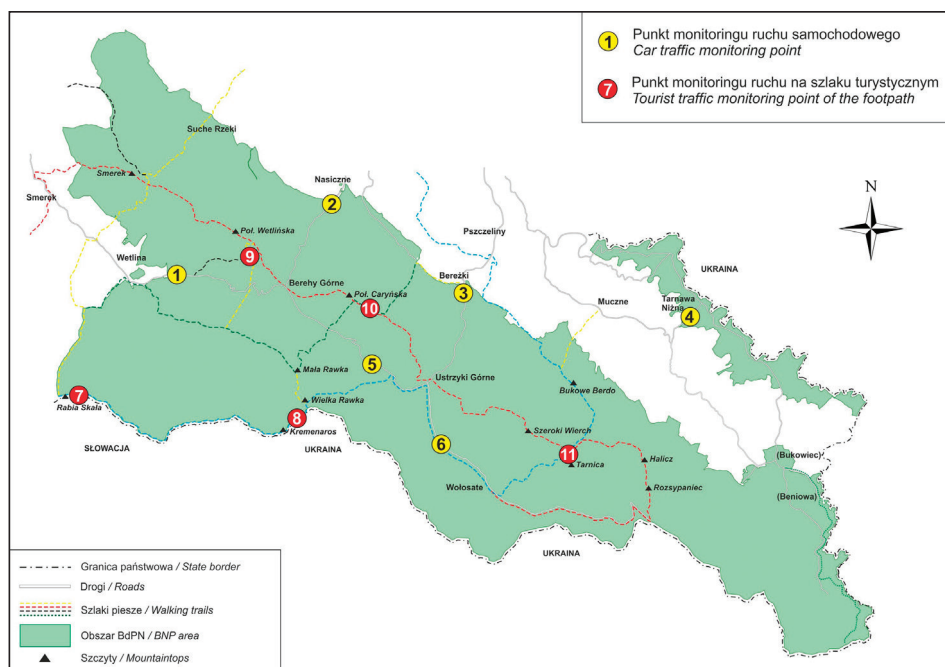 1 Punkt monitoringu ruchu samochodowego
Car traffic monitoring point
7 Punkt monitoringu ruchu na szlaku turystycznym
Tourist traffic monitoring point of the footpath
Suche Rzeki
Smerek
Nasiczne
Smerek
2
N
Poł. Wetlińska
Pszczeliny
UKRAINA
Wetlina
9
1
Berehy Górne
Bereżki
3
Poł. Caryńska
10
Muczne
Tarnawa
Niżna
4
5
Mała Rawka
Ustrzyki Górne
Bukowe Berdo
7
Rabia Skała
Wielka Rawka
8
Kremenaros
SŁOWACJA
UKRAINA
6
Szeroki Wierch
11
Tarnica
Halicz
(Bukowiec)
Wołosate
Rozsypaniec
(Beniowa)
UKRAINA
Granica państwowa / State border
Drogi / Roads
Szlaki piesze / Walking trails
Obszar BdPN / BNP area
Szczyty / Mountaintops